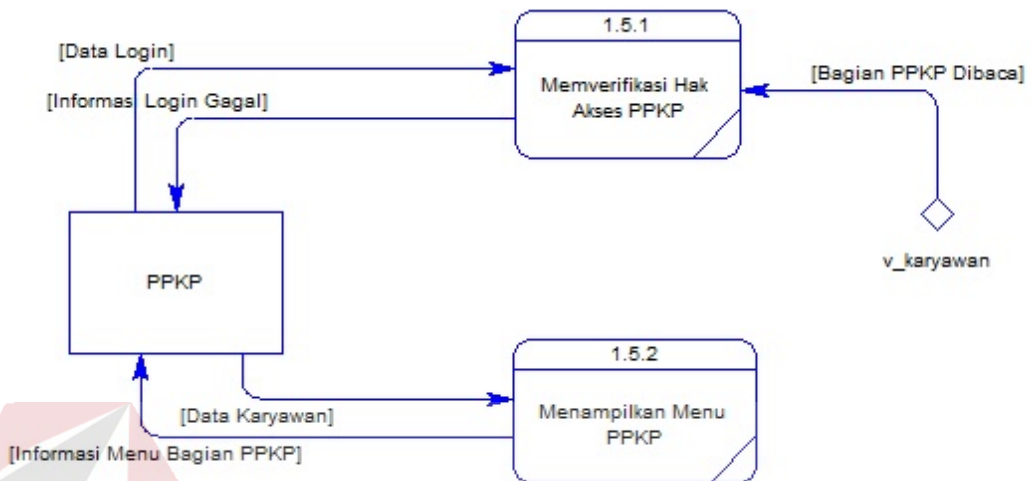 1.5.1
[Data Login]
Memverifikasi Hak
Akses PPKP
[Bagian PPKP Dibaca]
[Informasi Login Gagal]
v_karyawan
PPKP
1.5.2
[Data Karyawan]
Menampilkan Menu
PPKP
[Informasi Menu Bagian PPKP]